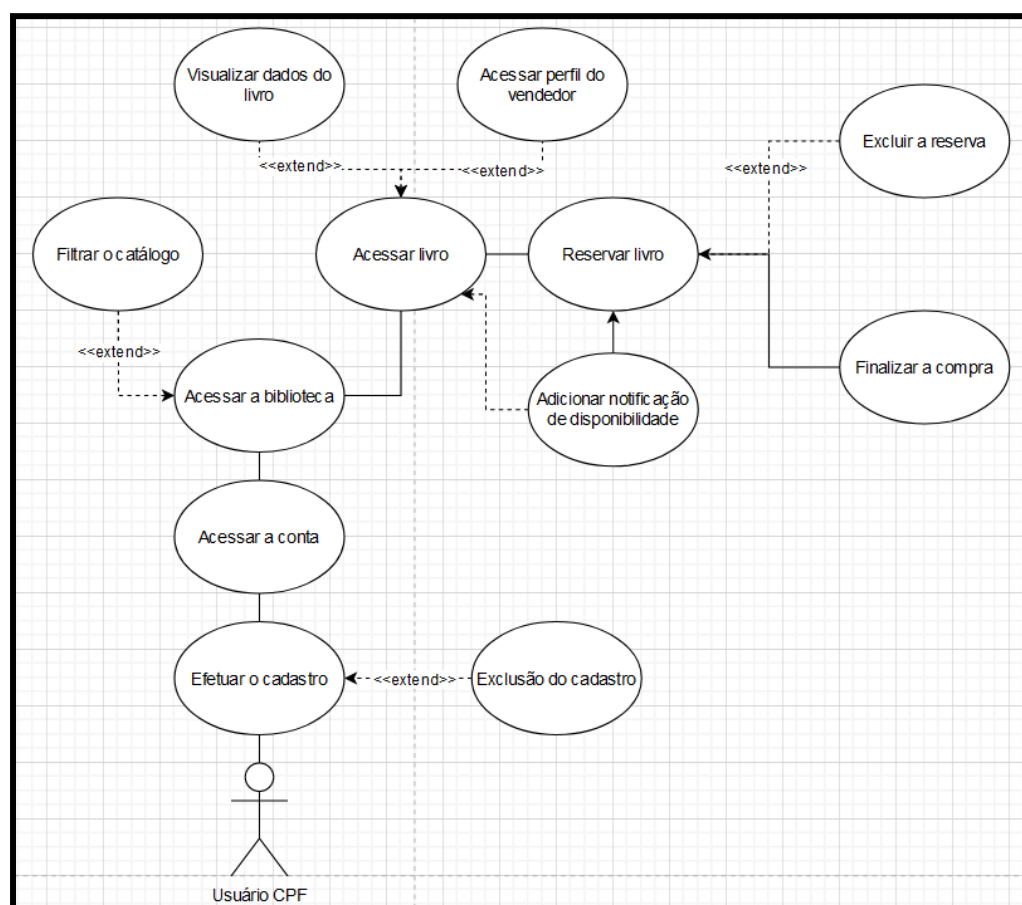 Visualizar dados do
livro
Acessar perfil do
vendedor
Excluir a reserva
<<extend>>
<<extend>>
<<extend>>
Filtrar o catálogo
Acessar livro
Reservar livro
<<extend>>
Acessar a biblioteca
Adicionar notificação
de disponibilidade
Finalizar a compra
Acessar a conta
Efetuar o cadastro
<<extend>>
Exclusão do cadastro
Usuário CPF